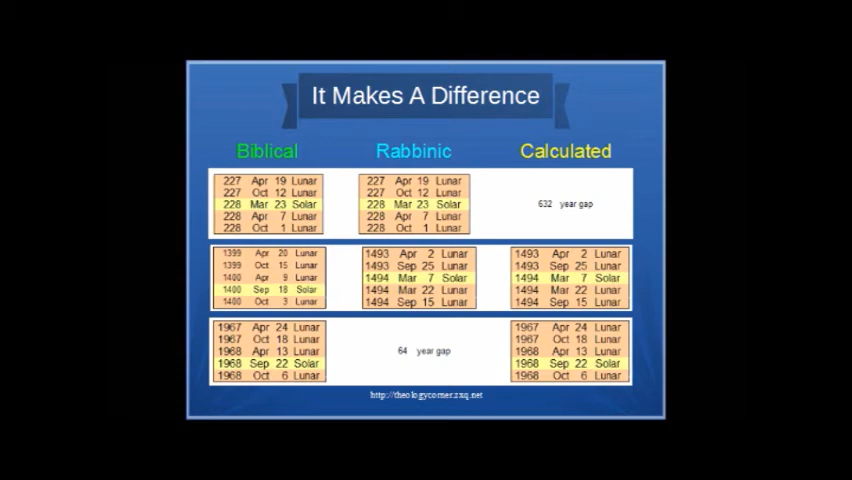 It Makes A Difference
Biblical Rabbinic Calculated
227 Apr 19 Lunar
227 Oct 12 Lunar
228 Mar 23 Solar
228 Apr 7 Lunar
228 Oct 1 Lunar
227 Apr 19 Lunar
227 Oct 12 Lunar
228 Mar 23 Solar
228 Apr 7 Lunar
228 Oct 1 Lunar
632 year gap
1399 Apr 20 Lunar
1399 Oct 15 Lunar
1400 Apr 9 Lunar
1400 Sep 18 Solar
1400 Oct 3 Lunar
1493 Apr 2 Lunar
1493 Sep 25 Lunar
1494 Mar 7 Solar
1494 Mar 22 Lunar
1494 Sep 15 Lunar
1493 Apr 2 Lunar
1493 Sep 25 Lunar
1494 Mar 7 Solar
1494 Mar 22 Lunar
1494 Sep 15 Lunar
1967 Apr 24 Lunar
1967 Oct 18 Lunar
1968 Apr 13 Lunar
1968 Sep 22 Solar
1968 Oct 6 Lunar
64 year gap
1967 Apr 24 Lunar
1967 Oct 18 Lunar
1968 Apr 13 Lunar
1968 Sep 22 Solar
1968 Oct 6 Lunar
http://theologycorner.zxq.net